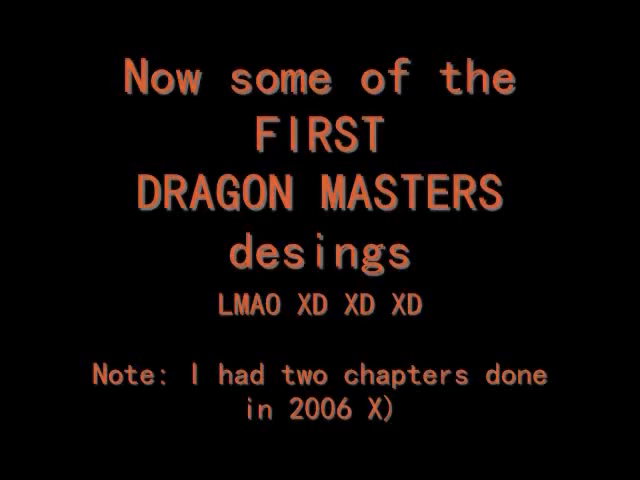 Now some of the
FIRST
DRAGON MASTERS
desings
LMAO XD XD XD
Note: I had two chapters done
in 2006 X)